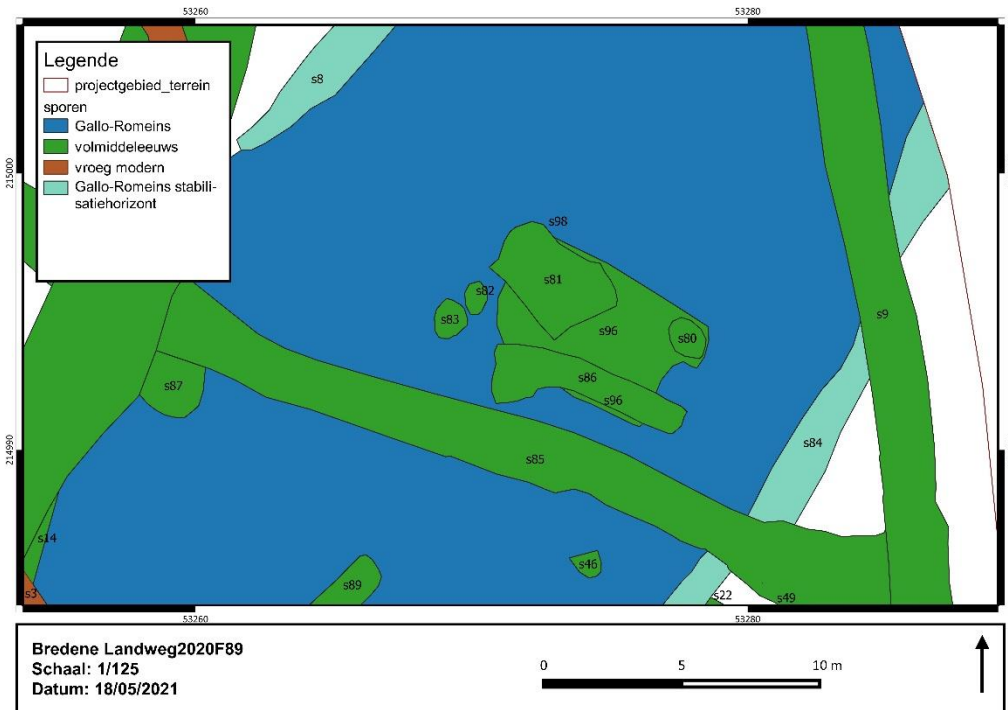 53260
53280
Legende
projectgebied_terrein
sporen
Gallo-Romeins
volmiddeleeuws
vroeg modern
Gallo-Romeins stabili-
satiehorizont
s8
215000
s98
s81
s82
s83
s96
s80
s9
s86
s87
s96
s84
214990
s85
s14
s46
s89
s3
s22
s49
53260
53280
Bredene Landweg2020F89
Schaal: 1/125
Datum: 18/05/2021
0 5 10 m